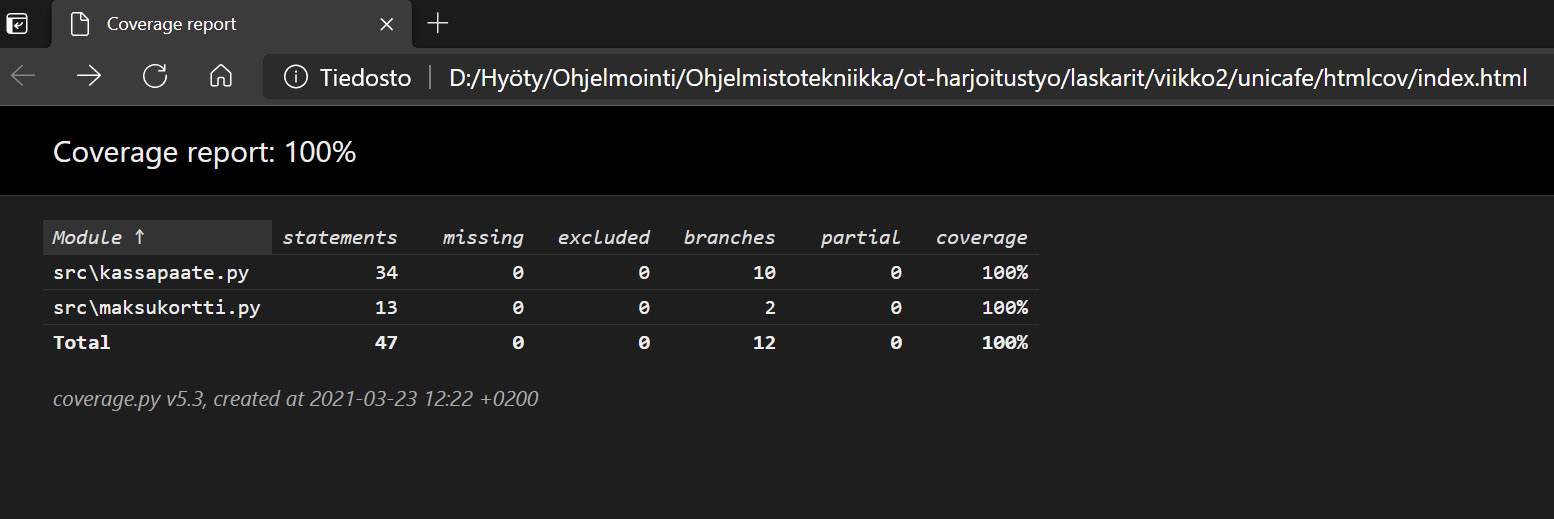 Coverage report
Tiedosto | D:/Hyöty/Ohjelmointi/Ohjelmistotekniikka/ot-harjoitustyo/laskarit/viikko2/unicafe/htmlcov/index.html
Coverage report: 100%
Module ↑ statements missing excluded branches partial coverage
src\kassapaate.py 34 0 0 10 0 100%
src\maksukortti.py 13 0 0 2 0 100%
Total 47 0 0 12 0 100%
coverage.py v5.3, created at 2021-03-23 12:22 +0200